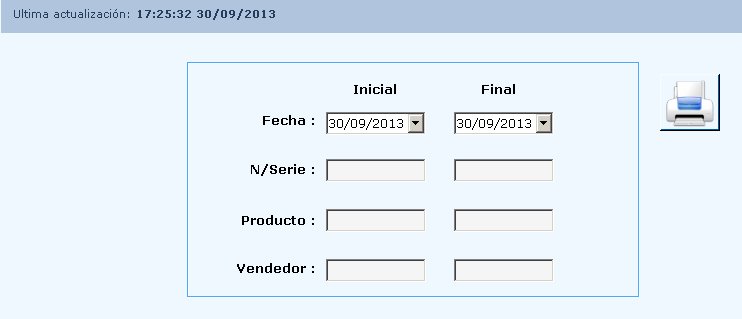 Ultima actualización: 17:25:32 30/09/2013
Inicial Final
Fecha : 30/09/2013 30/09/2013
N/Serie :
Producto :
Vendedor :